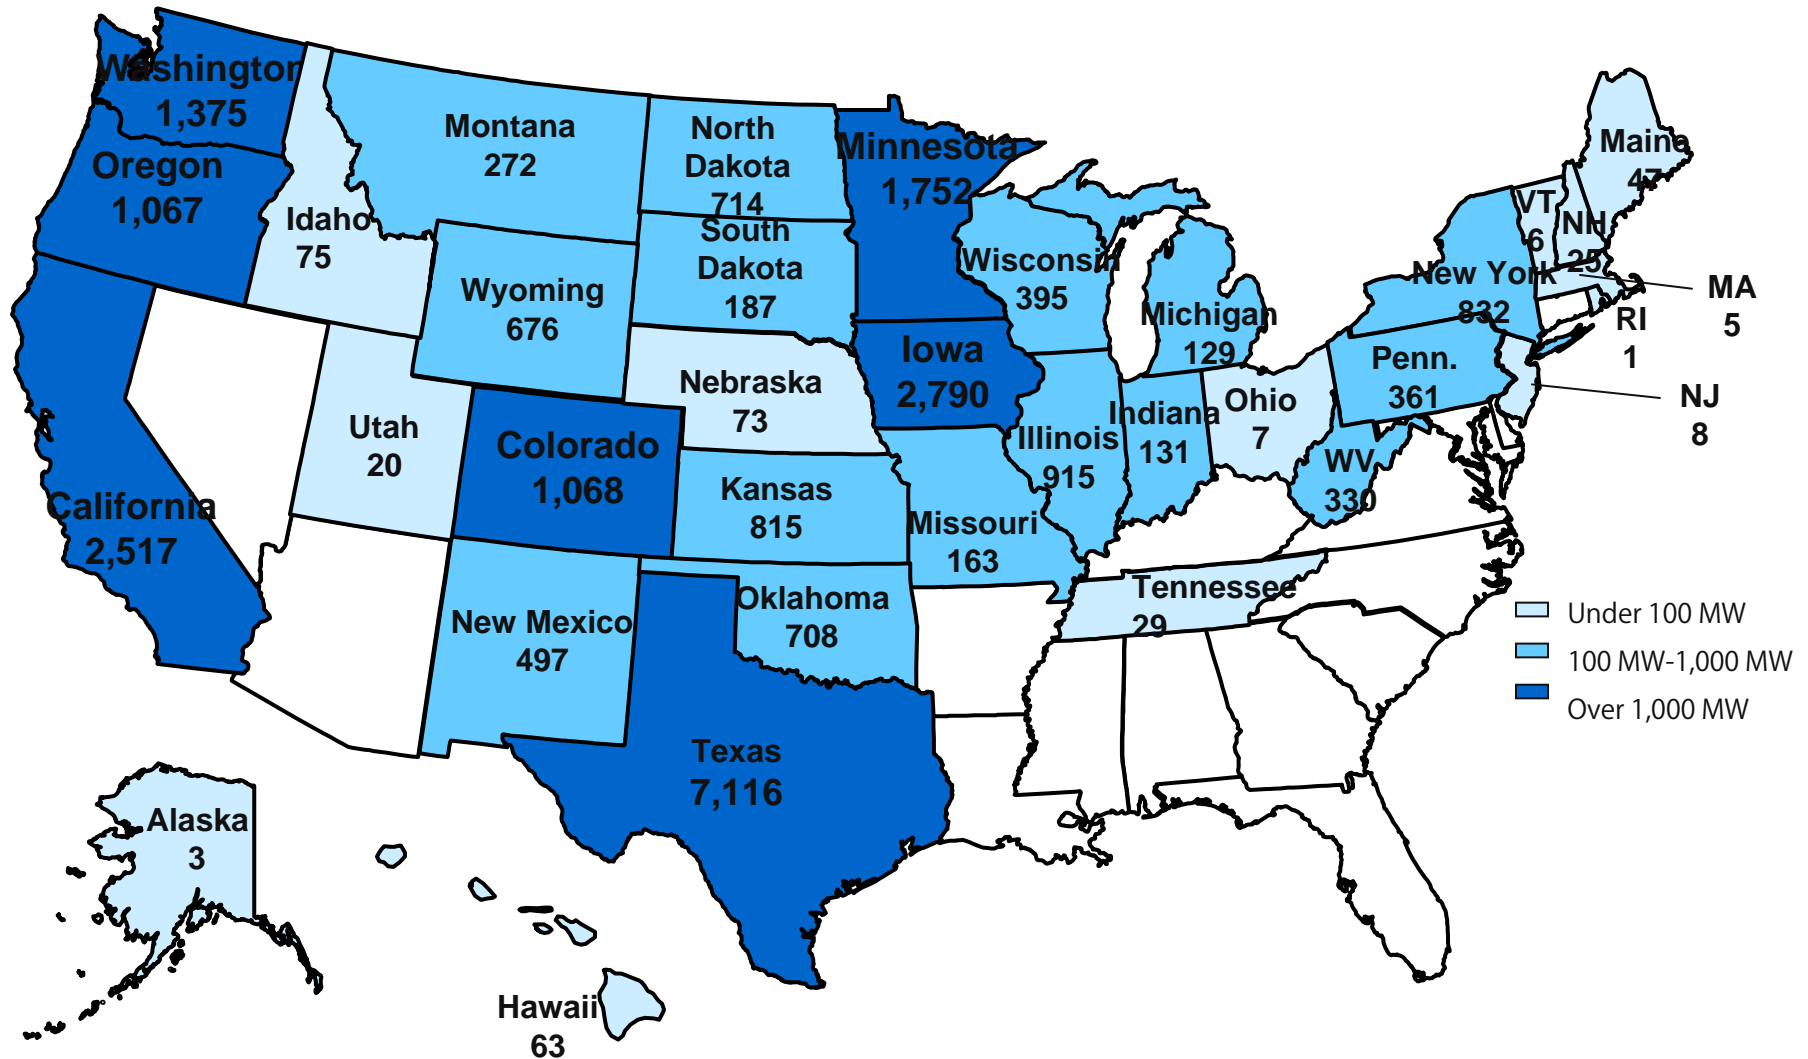 Washington
1,375
Oregon
1,067
Idaho
75
Montana
272
North
Dakota
714
South
Dakota
187
Minnesota
1,752
Wisconsin
395
Michigan
129
Wyoming
676
Nebraska
73
Iowa
2,790
Utah
20
Colorado
1,068
Kansas
815
California
2,517
New Mexico
497
Oklahoma
708
Texas
7,116
Missouri
163
Illinois
915
Indiana
131
Ohio
7
WV
330
Penn.
361
New York
832
VT
6
NH
25
Maine
47
MA
5
RI
1
NJ
8
Tennessee
29
Alaska
3
Hawaii
63
Under 100 MW
100 MW-1,000 MW
Over 1,000 MW